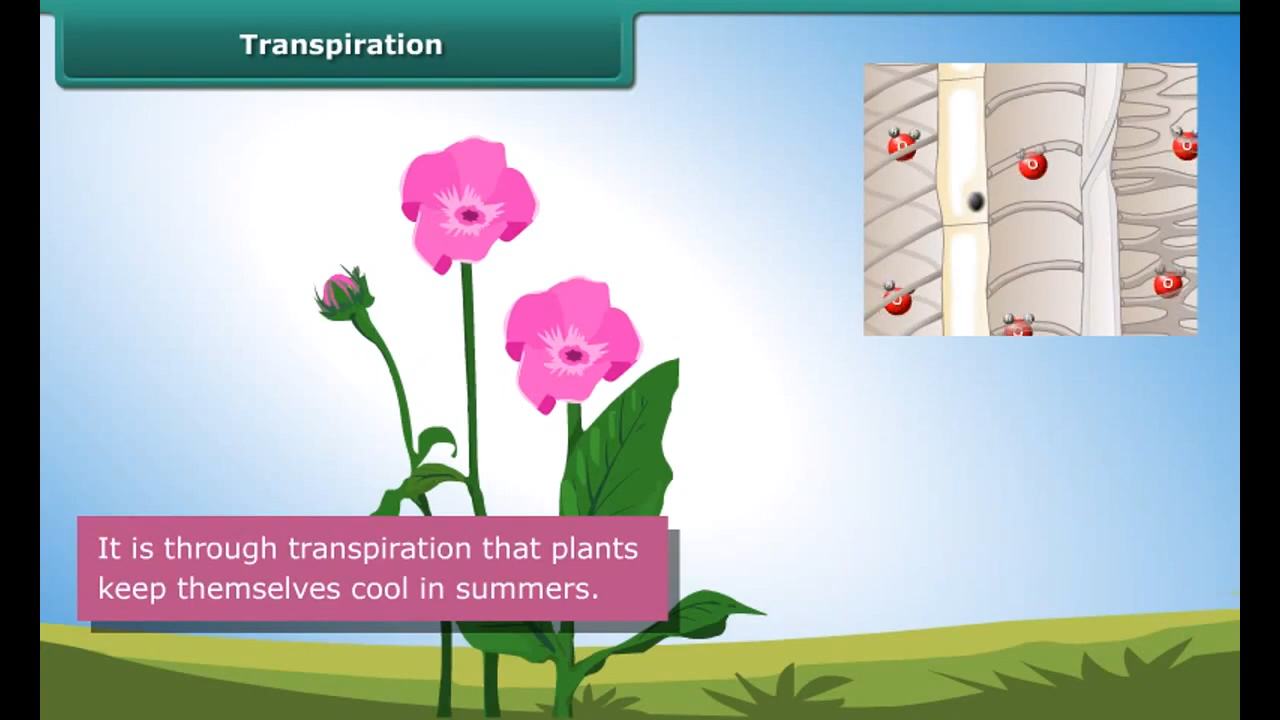 Transpiration
It is through transpiration that plants
keep themselves cool in summers.